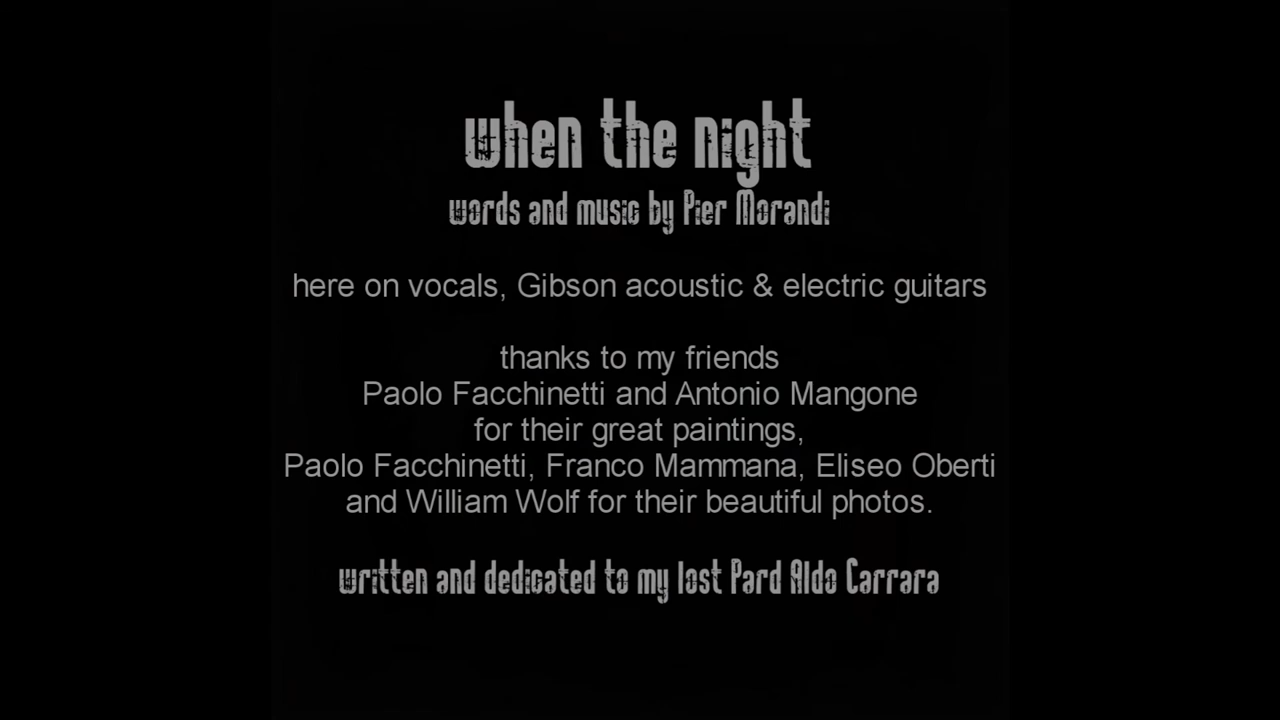 when the night
words and music by Pier Morandi
here on vocals, Gibson acoustic & electric guitars
thanks to my friends
Paolo Facchinetti and Antonio Mangone
for their great paintings,
Paolo Facchinetti, Franco Mammana, Eliseo Oberti
and William Wolf for their beautiful photos.
written and dedicated to my lost Pard Aldo Carrara